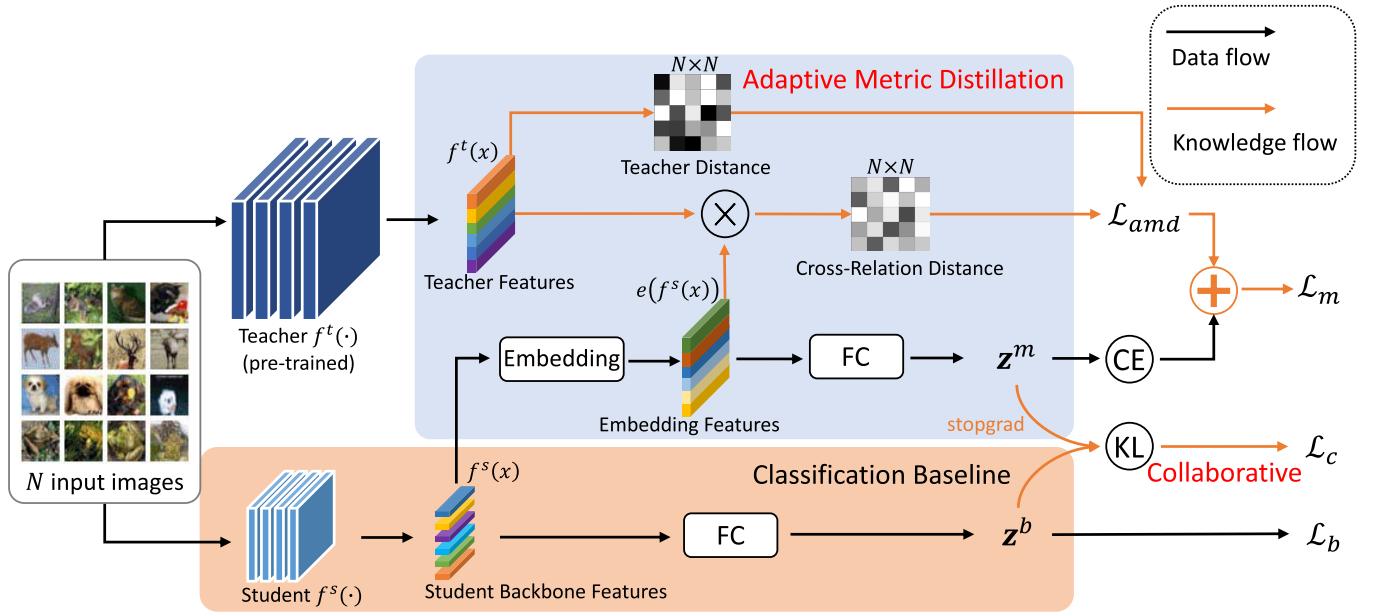 Data flow
Knowledge flow
Adaptive Metric Distillation
N×N
Teacher Distance
f^t(x)
N×N
Cross-Relation Distance
Teacher Features
ℒ_amd
ℒ_m
Teacher f^t(·)
(pre-trained)
e(f^s(x))
Embedding
FC
z^m
CE
Embedding Features
stopgrad
KL
ℒ_c
Collaborative
N input images
f^s(x)
Classification Baseline
FC
z^b
ℒ_b
Student f^s(·)
Student Backbone Features